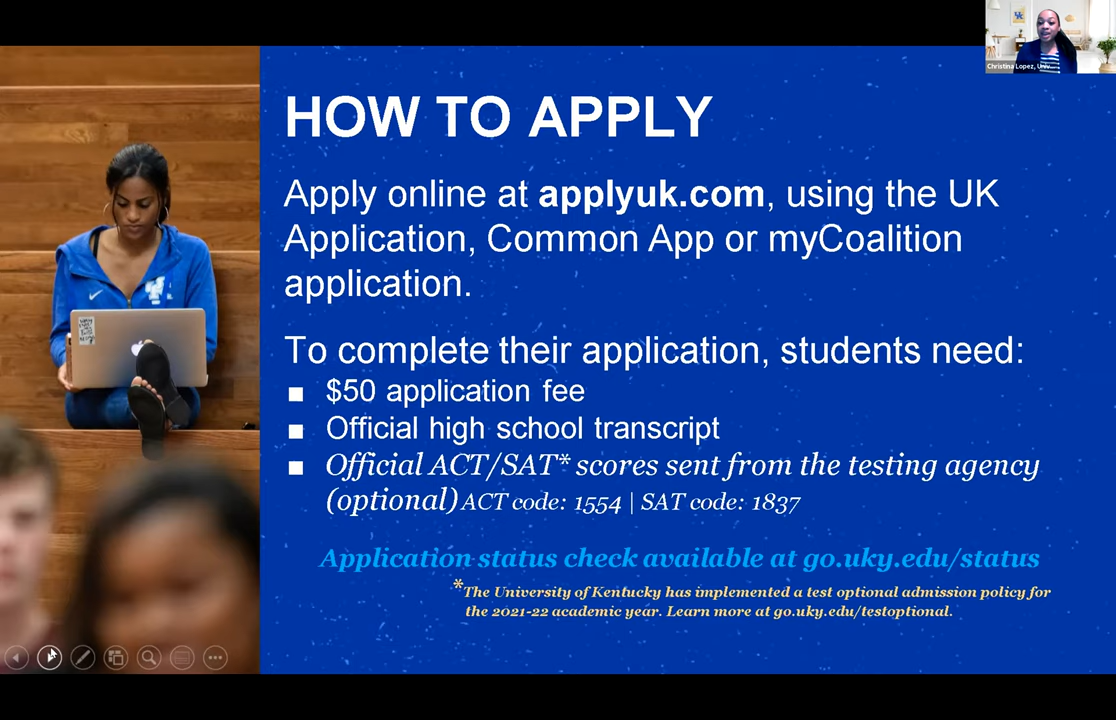 Christina Lopez, Univ...
HOW TO APPLY
Apply online at applyuk.com, using the UK
Application, Common App or myCoalition
application.
To complete their application, students need:
■ $50 application fee
■ Official high school transcript
■ Official ACT/SAT* scores sent from the testing agency
(optional) ACT code: 1554 | SAT code: 1837
Application status check available at go.uky.edu/status
*The University of Kentucky has implemented a test optional admission policy for
the 2021-22 academic year. Learn more at go.uky.edu/testoptional.